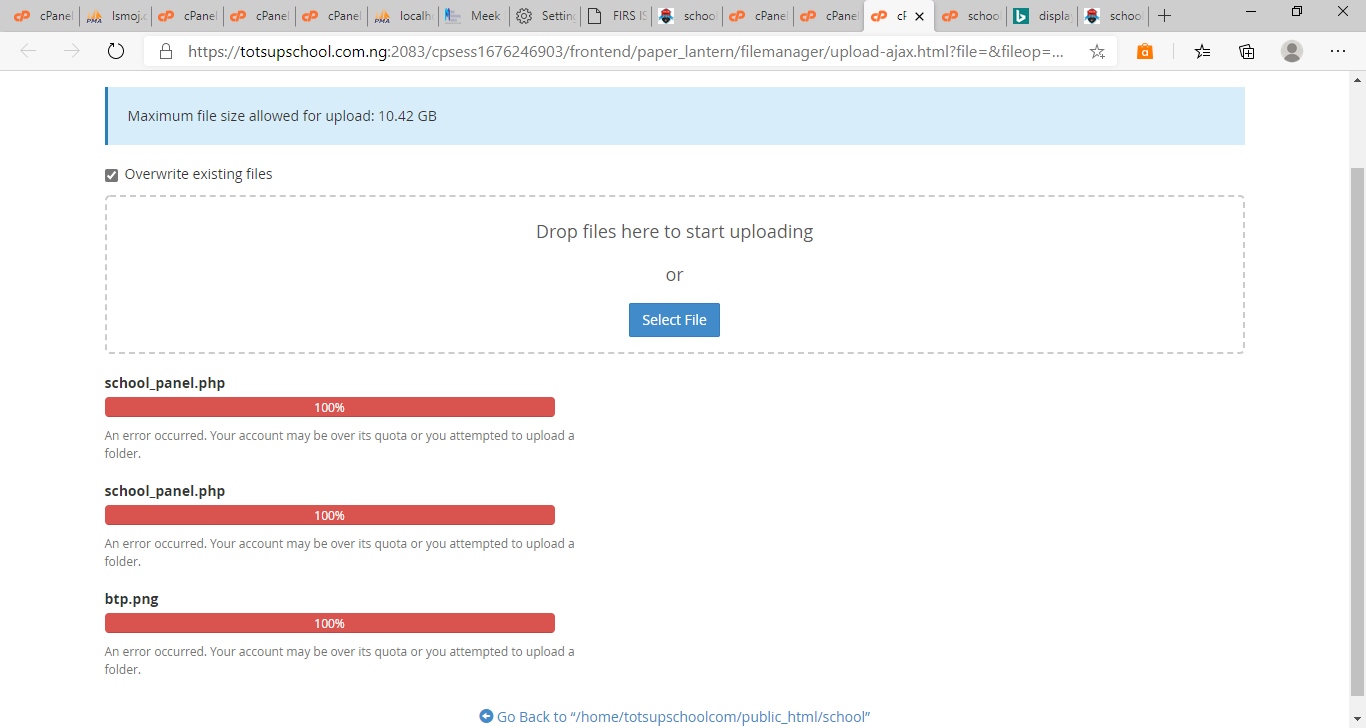 cPanel
lsmoj.c
cPanel
cPanel
cPanel
localh
Meek
Setting
FIRS IS
school
cPanel
cPanel
cP
school
displa
school
https://totsupschool.com.ng:2083/cpsess1676246903/frontend/paper_lantern/filemanager/upload-ajax.html?file=&fileop=...
Maximum file size allowed for upload: 10.42 GB
Overwrite existing files
Drop files here to start uploading
or
Select File
school_panel.php
100%
An error occurred. Your account may be over its quota or you attempted to upload a
folder.
school_panel.php
100%
An error occurred. Your account may be over its quota or you attempted to upload a
folder.
btp.png
100%
An error occurred. Your account may be over its quota or you attempted to upload a
folder.
Go Back to “/home/totsupschoolcom/public_html/school”